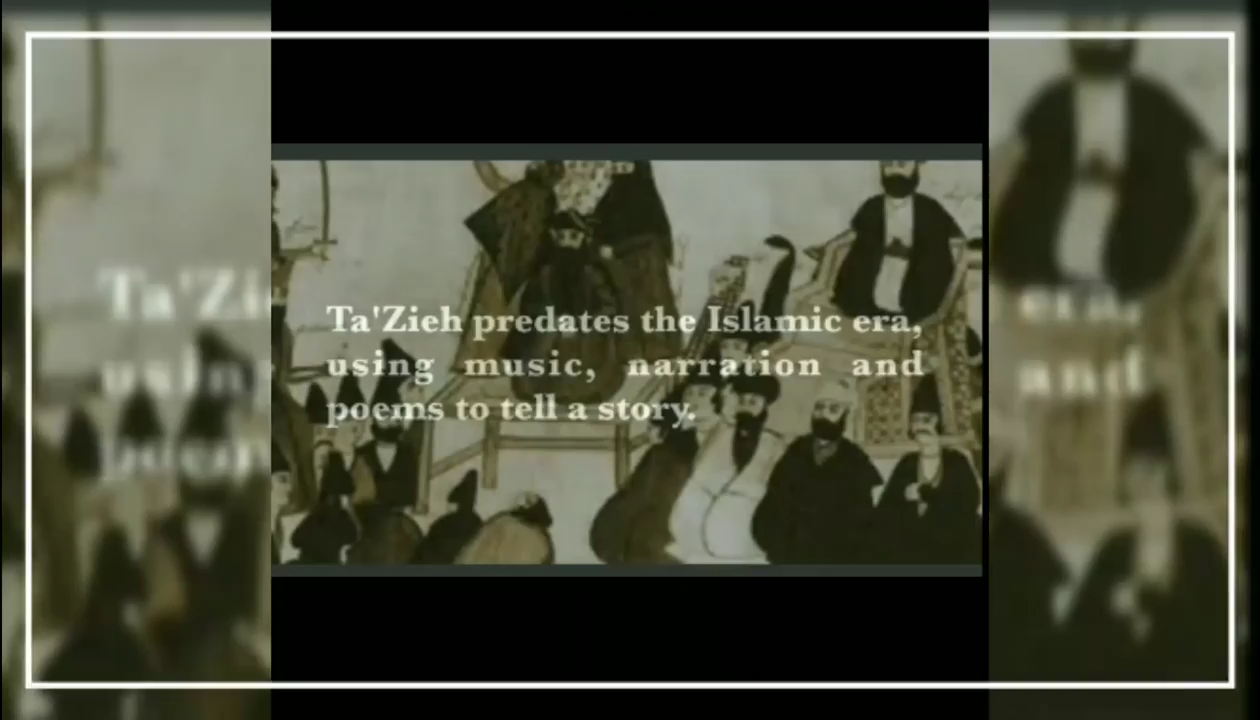 Ta'Zieh predates the Islamic era,
using music, narration and
poems to tell a story.